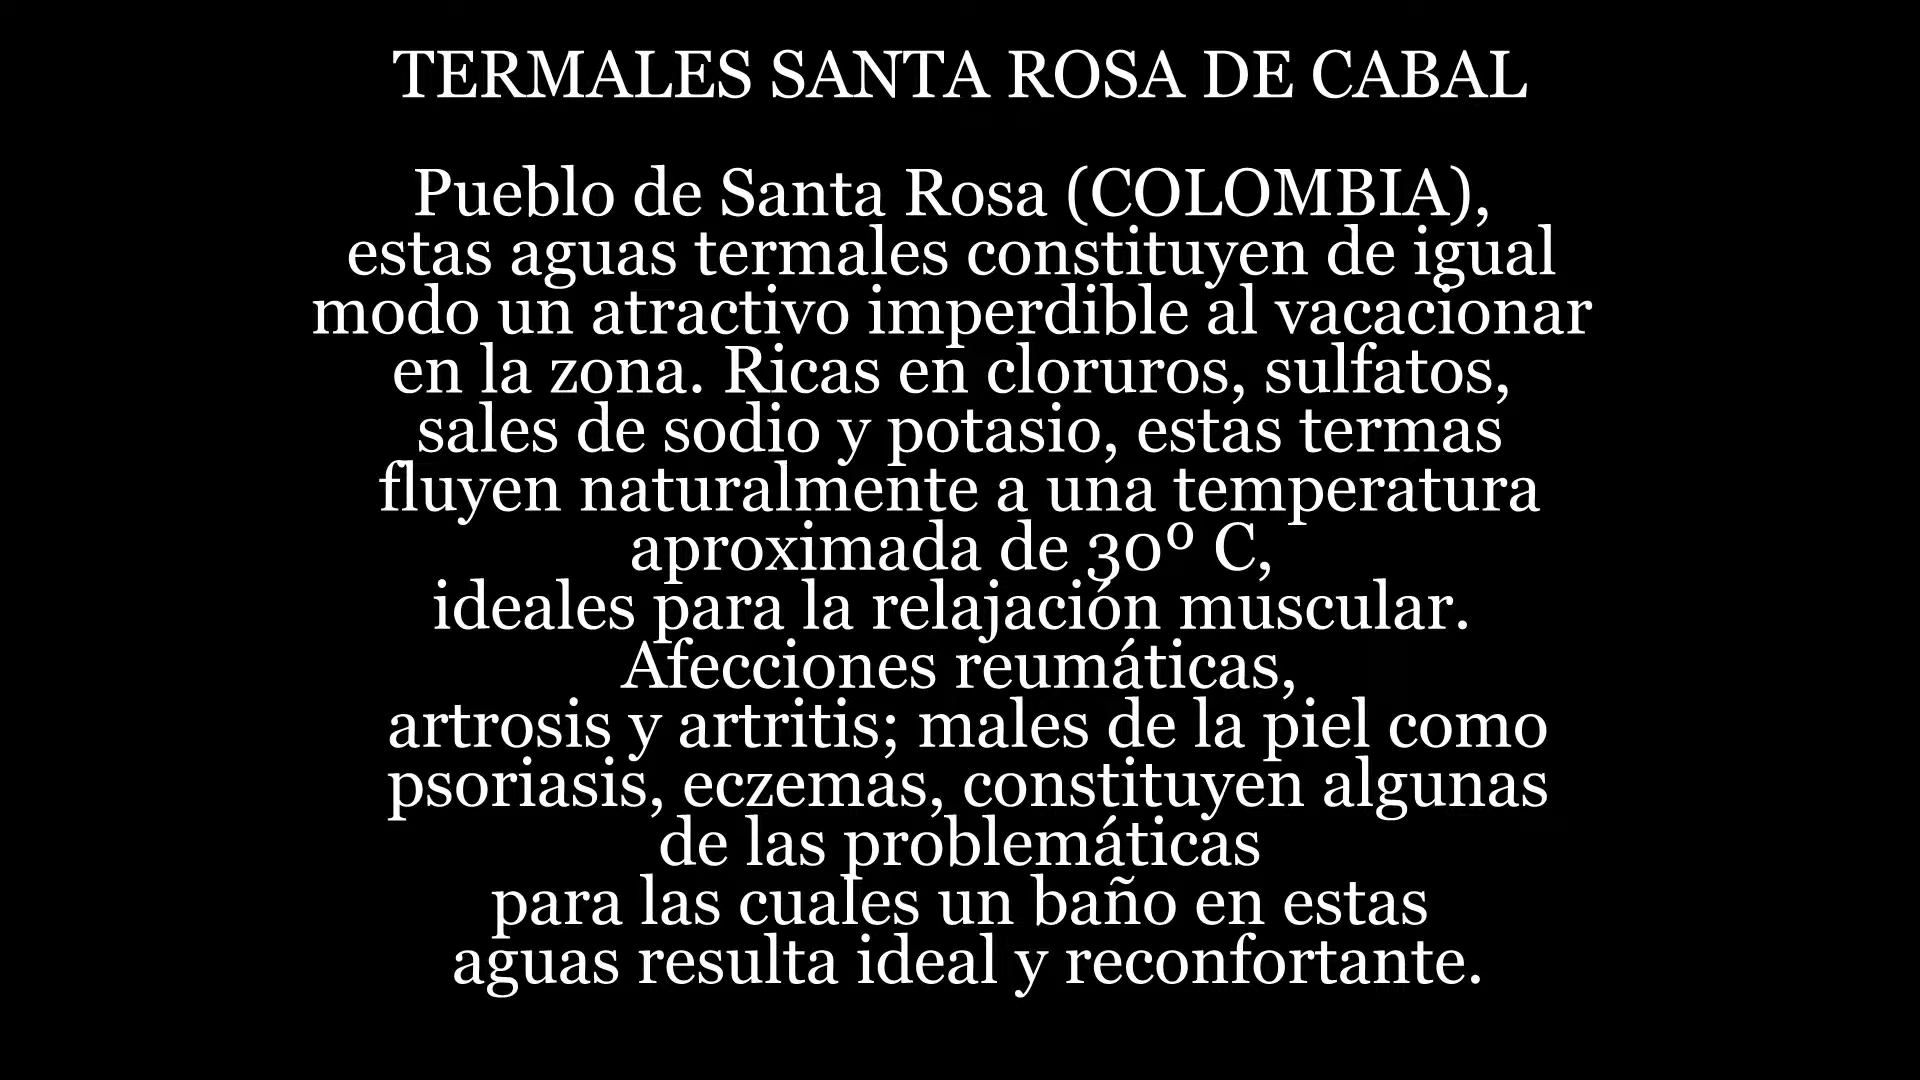 TERMALES SANTA ROSA DE CABAL
Pueblo de Santa Rosa (COLOMBIA),
estas aguas termales constituyen de igual
modo un atractivo imperdible al vacacionar
en la zona. Ricas en cloruros, sulfatos,
sales de sodio y potasio, estas termas
fluyen naturalmente a una temperatura
aproximada de 30º C,
ideales para la relajación muscular.
Afecciones reumáticas,
artrosis y artritis; males de la piel como
psoriasis, eczemas, constituyen algunas
de las problemáticas
para las cuales un baño en estas
aguas resulta ideal y reconfortante.